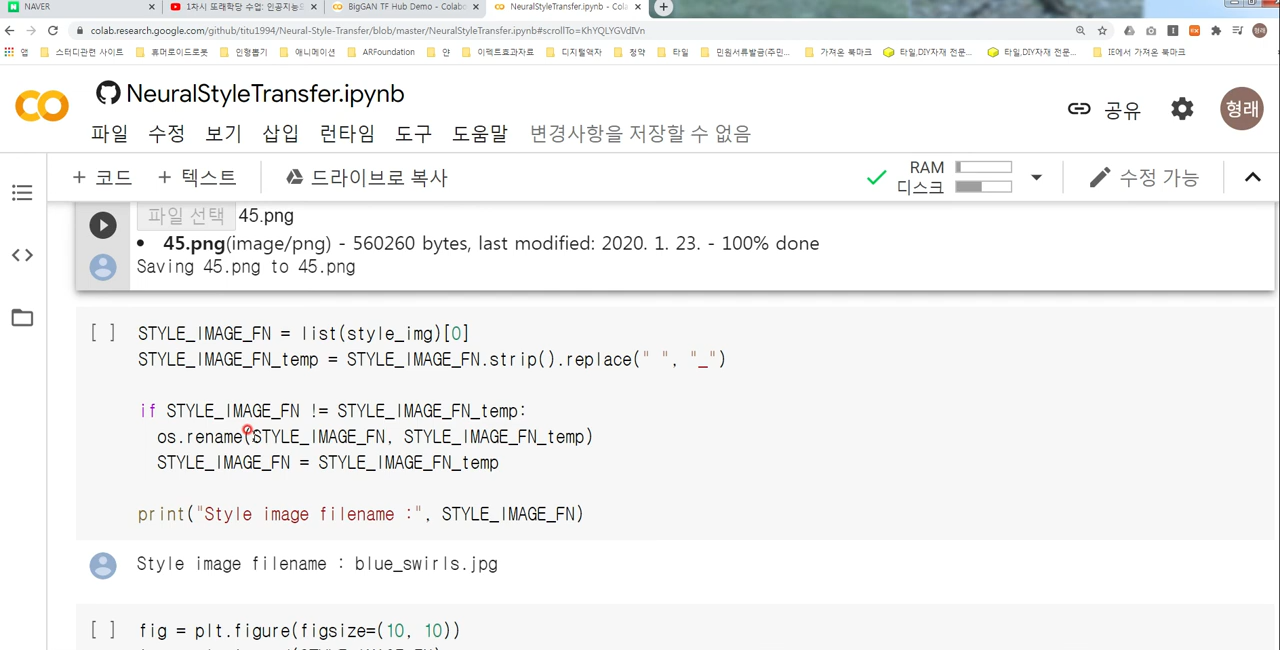 NAVER
1차시 또래학당 수업: 인공지능
BigGAN TF Hub Demo - Colabo
NeuralStyleTransfer.ipynb - Cola
colab.research.google.com/github/titu1994/Neural-Style-Transfer/blob/master/NeuralStyleTransfer.ipynb#scrollTo=KhYQLYGVdIVn
앱 스터디관련 사이트 휴머로이드로봇 인형뽑기 애니메이션 ARFoundation 얀 이펙트효과자료 디지털액자 청약 타일 민원서류발급(주민... 가져온 북마크 타일,DIY자재 전문... 타일,DIY자재 전문... IE에서 가져온 북마크
NeuralStyleTransfer.ipynb
파일 수정 보기 삽입 런타임 도구 도움말 변경사항을 저장할 수 없음
공유
형래
+ 코드 + 텍스트 드라이브로 복사
RAM
디스크
수정 가능
파일 선택 45.png
45.png(image/png) - 560260 bytes, last modified: 2020. 1. 23. - 100% done
Saving 45.png to 45.png
[ ] STYLE_IMAGE_FN = list(style_img)[0]
STYLE_IMAGE_FN_temp = STYLE_IMAGE_FN.strip().replace(" ", "_")
if STYLE_IMAGE_FN != STYLE_IMAGE_FN_temp:
os.rename(STYLE_IMAGE_FN, STYLE_IMAGE_FN_temp)
STYLE_IMAGE_FN = STYLE_IMAGE_FN_temp
print("Style image filename :", STYLE_IMAGE_FN)
Style image filename : blue_swirls.jpg
[ ] fig = plt.figure(figsize=(10, 10))